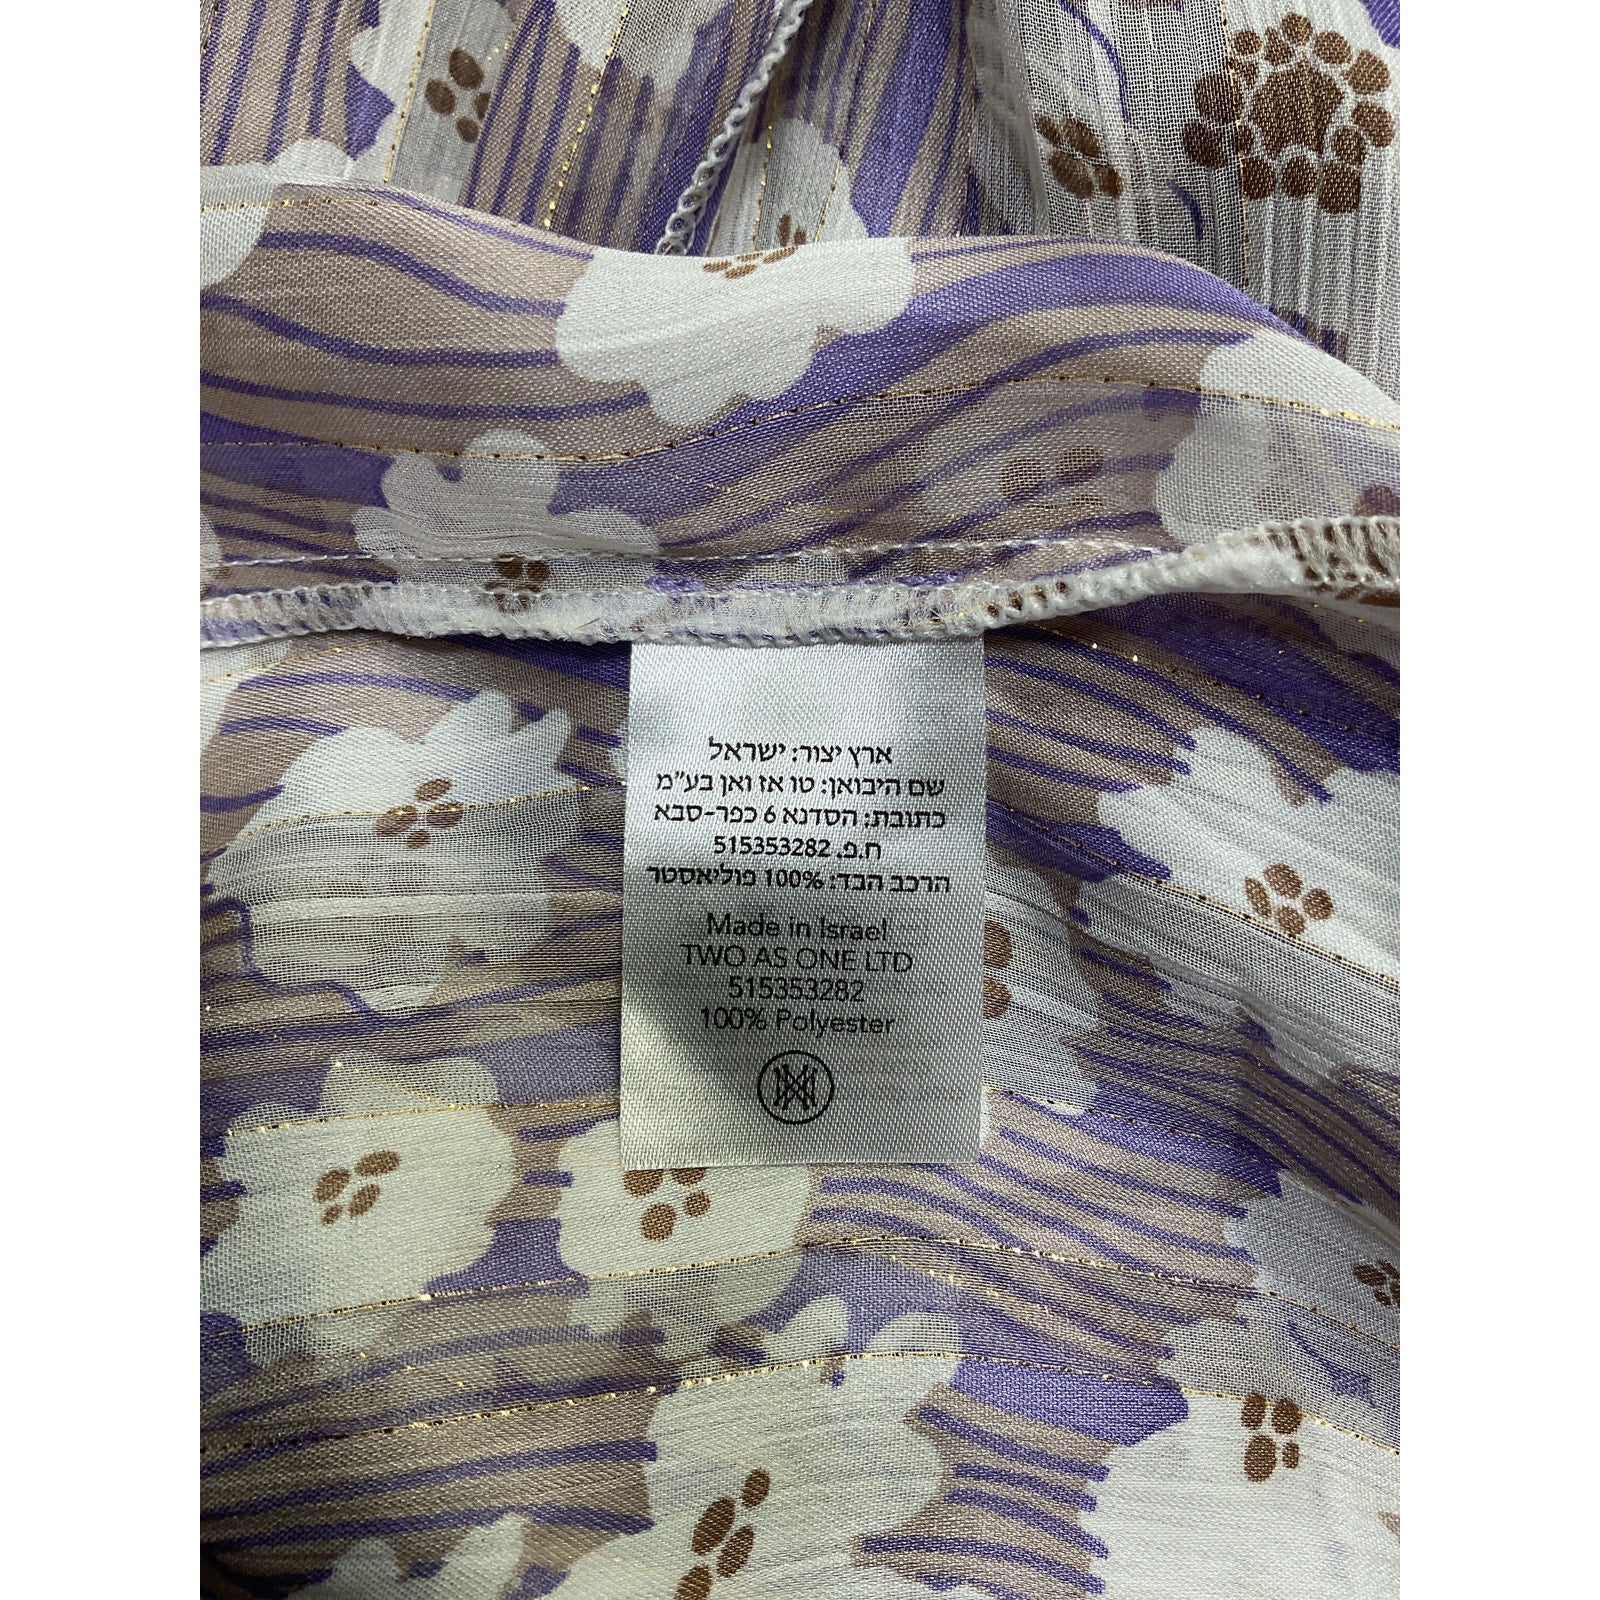 ארץ יצור: ישראל
שם היבואן: טו אז ואן בע"מ
כתובת: הסדנא 6 כפר-סבא
ח.פ. 515353282
הרכב הבד: 100% פוליאסטר
Made in Israel
TWO AS ONE LTD
515353282
100% Polyester